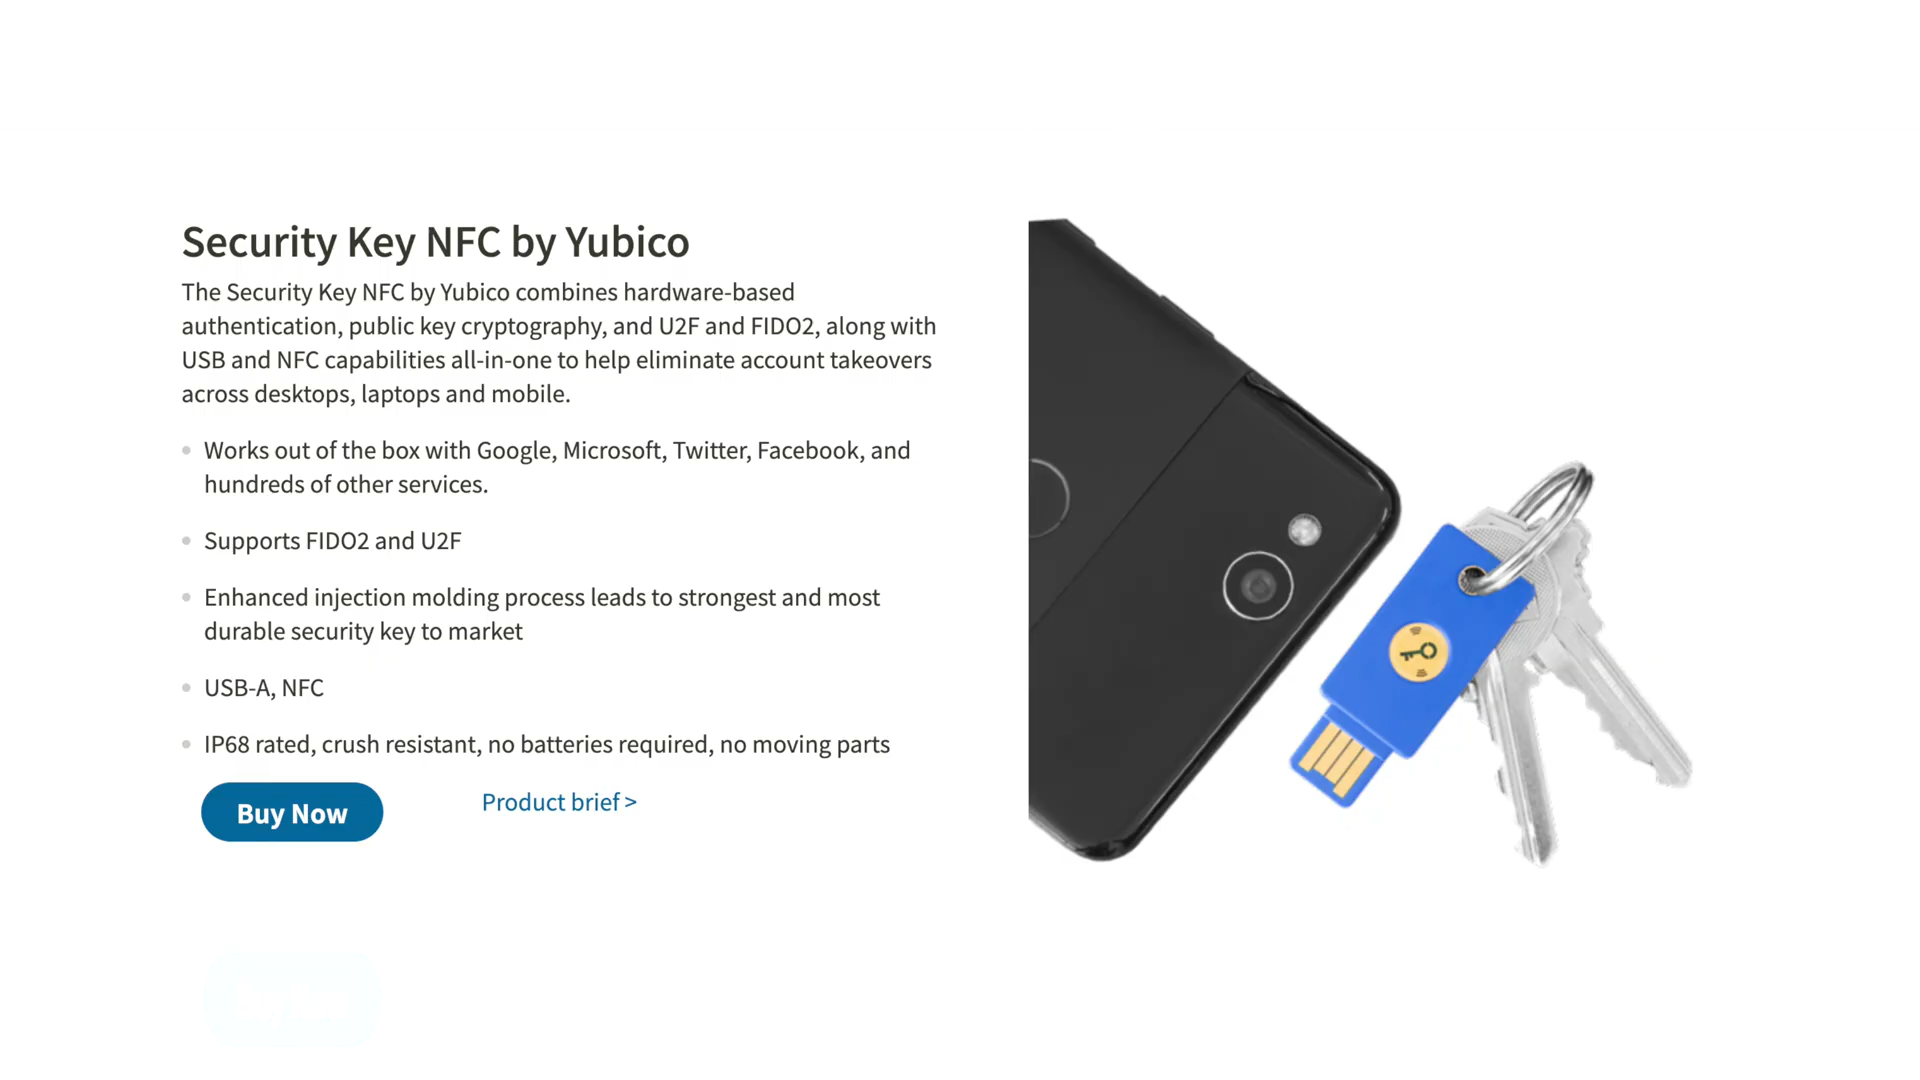 Security Key NFC by Yubico
The Security Key NFC by Yubico combines hardware-based
authentication, public key cryptography, and U2F and FIDO2, along with
USB and NFC capabilities all-in-one to help eliminate account takeovers
across desktops, laptops and mobile.
Works out of the box with Google, Microsoft, Twitter, Facebook, and
hundreds of other services.
Supports FIDO2 and U2F
Enhanced injection molding process leads to strongest and most
durable security key to market
USB-A, NFC
IP68 rated, crush resistant, no batteries required, no moving parts
Buy Now
Product brief >